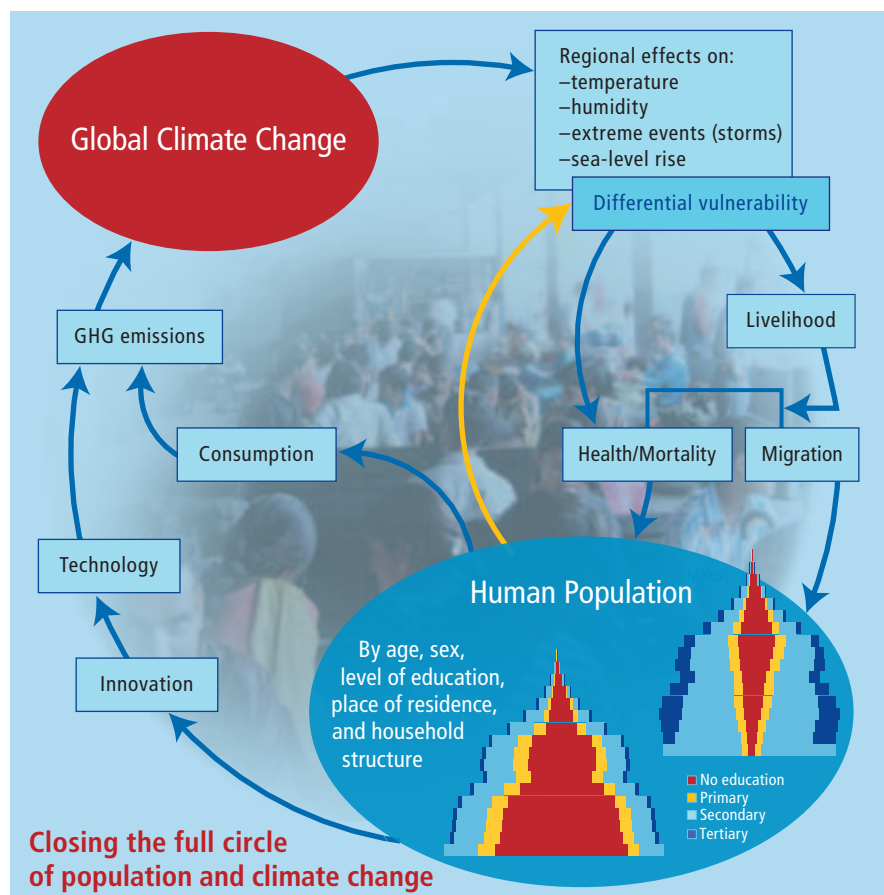 Global Climate Change
Regional effects on:
–temperature
–humidity
–extreme events (storms)
–sea-level rise
Differential vulnerability
Livelihood
GHG emissions
Consumption
Health/Mortality
Migration
Technology
Innovation
Human Population
By age, sex,
level of education,
place of residence,
and household
structure
Males
No education
Primary
Secondary
Tertiary
Closing the full circle
of population and climate change